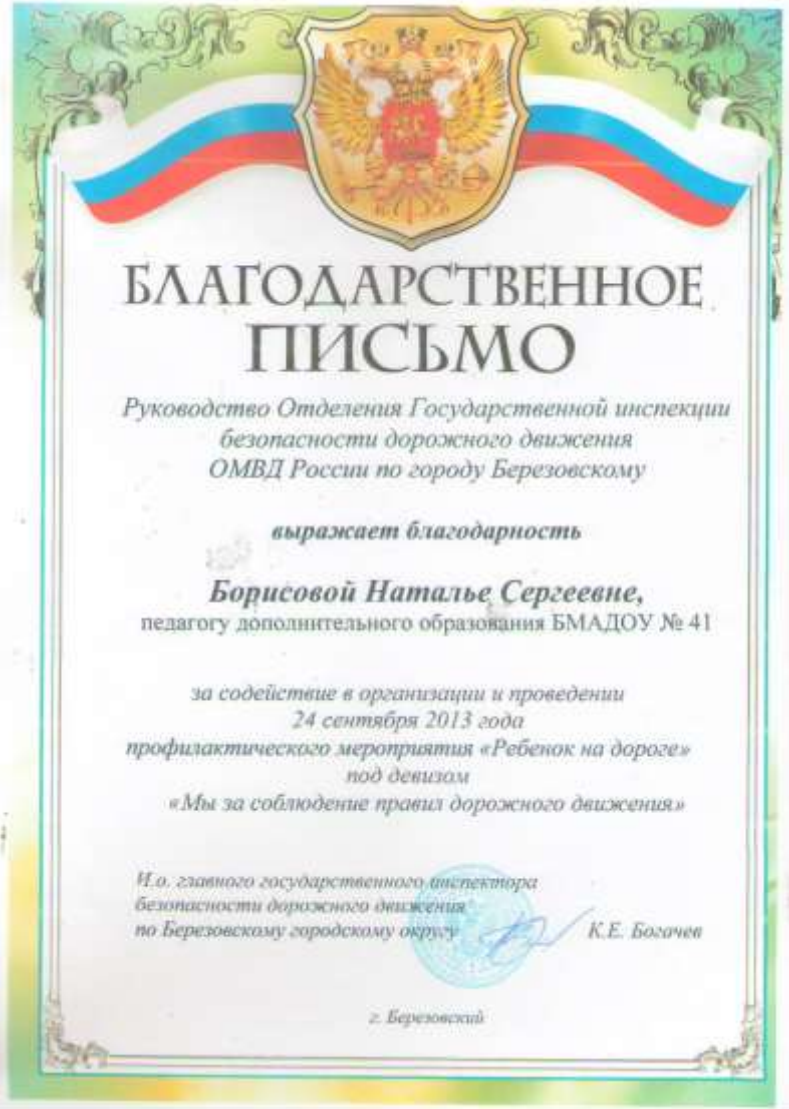 БЛАГОДАРСТВЕННОЕ
ПИСЬМО
Руководство Отделения Государственной инспекции
безопасности дорожного движения
ОМВД России по городу Березовскому
выражает благодарность
Борисовой Наталье Сергеевне,
педагогу дополнительного образования БМАДОУ № 41
за содействие в организации и проведении
24 сентября 2013 года
профилактического мероприятия «Ребенок на дороге»
под девизом
«Мы за соблюдение правил дорожного движения»
И.о. главного государственного инспектора
безопасности дорожного движения
по Березовскому городскому округу
К.Е. Богачев
г. Березовский